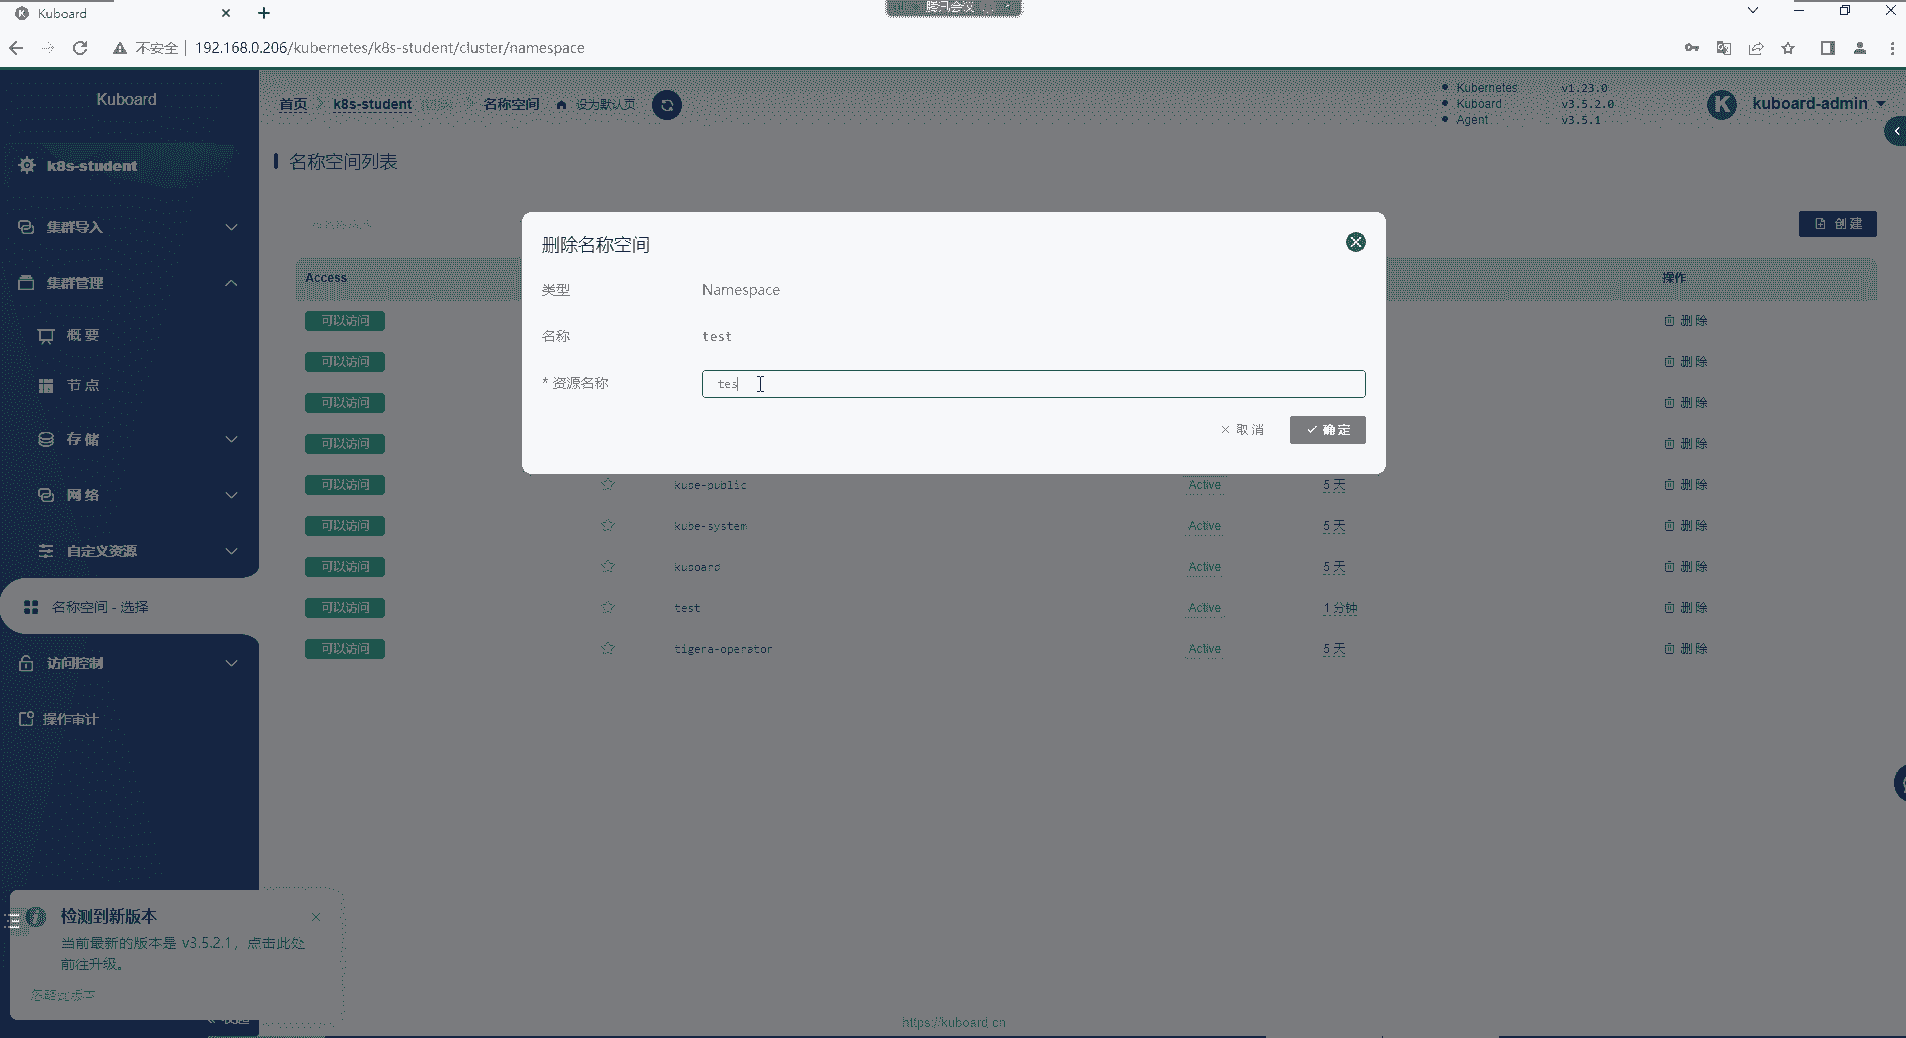 Kuboard
腾讯会议
不安全
192.168.0.206/kubernetes/k8s-student/cluster/namespace
Kuboard
首页
k8s-student
名称空间
设为默认页
Kubernetes v1.23.0
Kuboard v3.5.2.0
Agent v3.5.1
K
kuboard-admin
k8s-student
名称空间列表
集群导入
创建
集群管理
概要
节点
存储
网络
自定义资源
名称空间 - 选择
访问控制
操作审计
删除名称空间
类型 Namespace
名称 test
* 资源名称 tes
取消 确定
Access 操作
可以访问 删除
可以访问 删除
可以访问 删除
可以访问 删除
可以访问 kube-public Active 5 天 删除
可以访问 kube-system Active 5 天 删除
可以访问 kuboard Active 5 天 删除
可以访问 test Active 1 分钟 删除
可以访问 tigera-operator Active 5 天 删除
检测到新版本
当前最新的版本是 v3.5.2.1，点击此处
前往升级。
忽略此版本
https://kuboard.cn